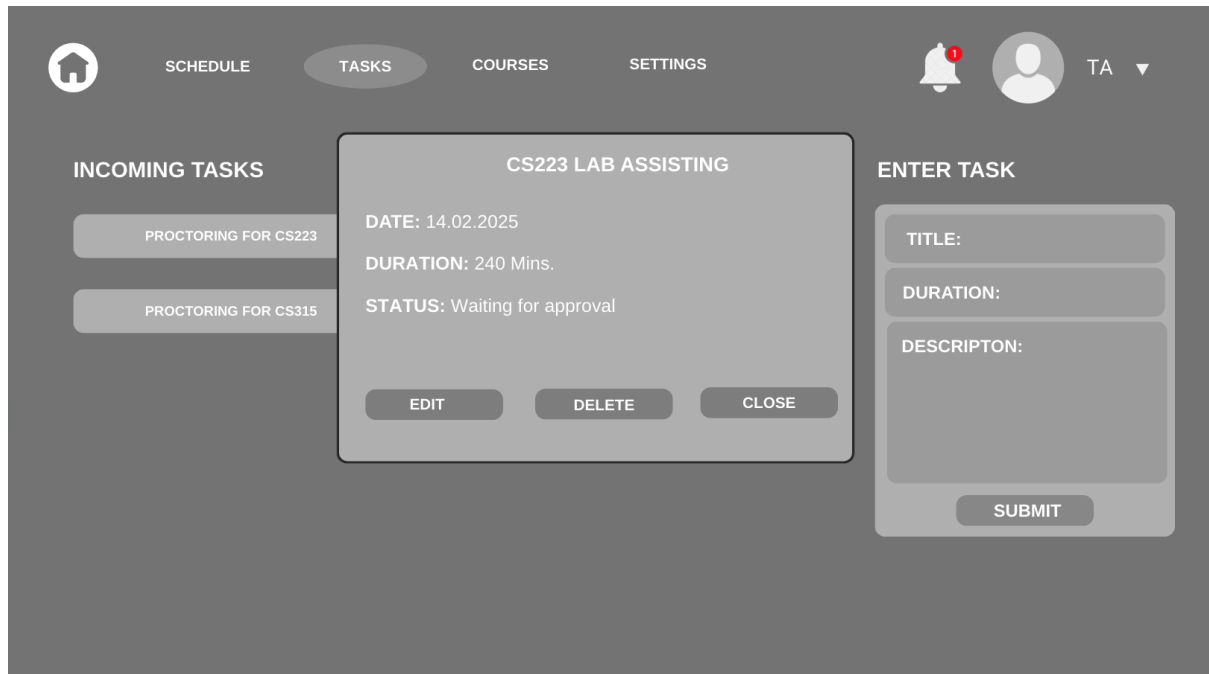 SCHEDULE TASKS COURSES SETTINGS 1 TA
INCOMING TASKS
PROCTORING FOR CS223
PROCTORING FOR CS315
CS223 LAB ASSISTING
DATE: 14.02.2025
DURATION: 240 Mins.
STATUS: Waiting for approval
EDIT DELETE CLOSE
ENTER TASK
TITLE:
DURATION:
DESCRIPTON:
SUBMIT